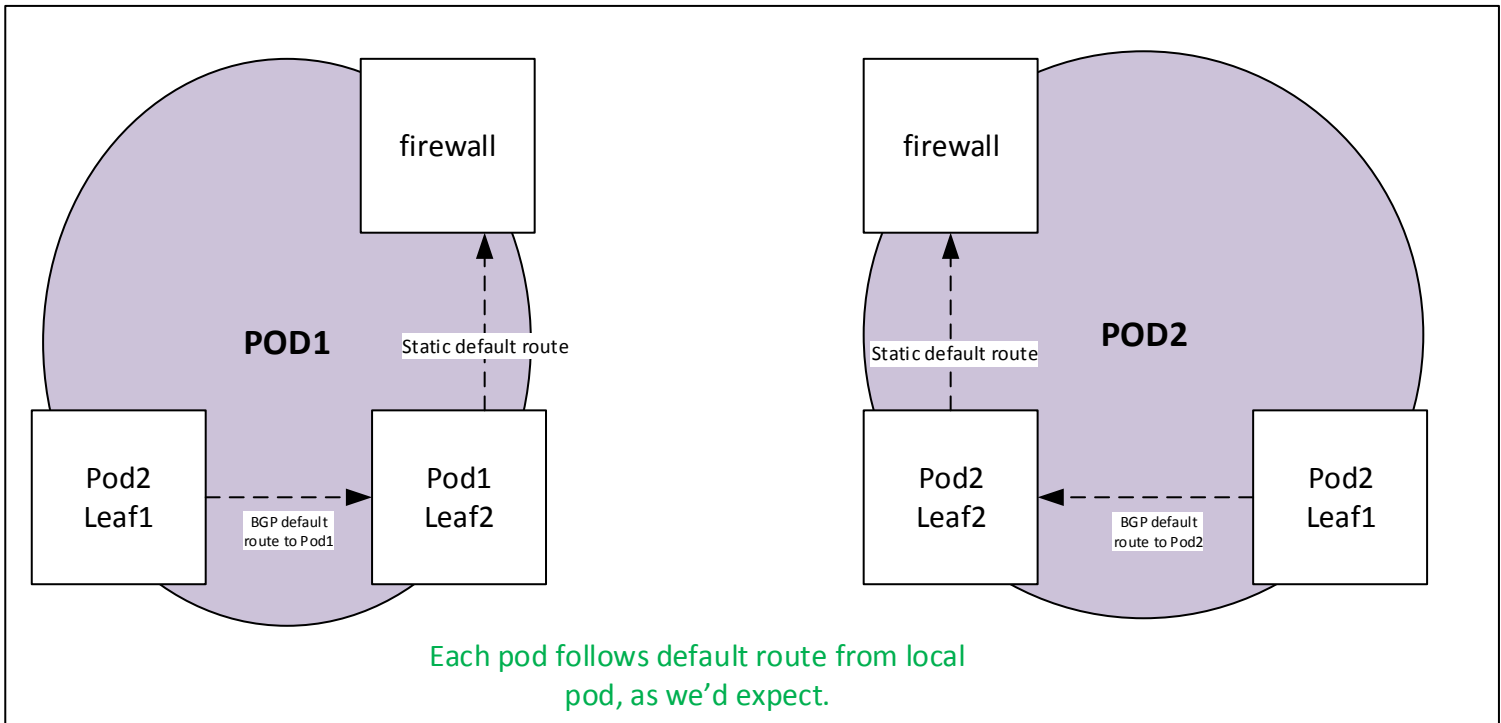 firewall
firewall
POD1
POD2
Static default route
Static default route
Pod2
Leaf1
Pod1
Leaf2
Pod2
Leaf2
Pod2
Leaf1
BGP default
route to Pod1
BGP default
route to Pod2
Each pod follows default route from local
pod, as we’d expect.